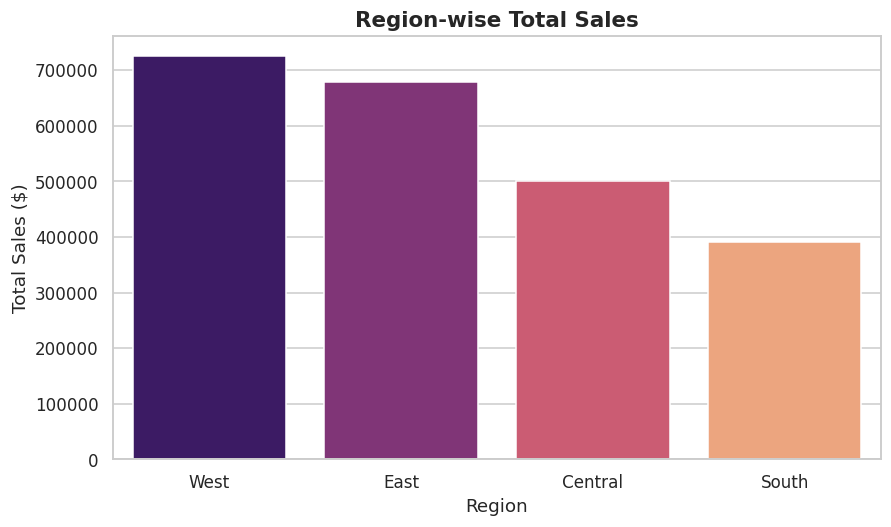 Region-wise Total Sales
Total Sales ($)
700000
600000
500000
400000
300000
200000
100000
0
West East Central South
Region